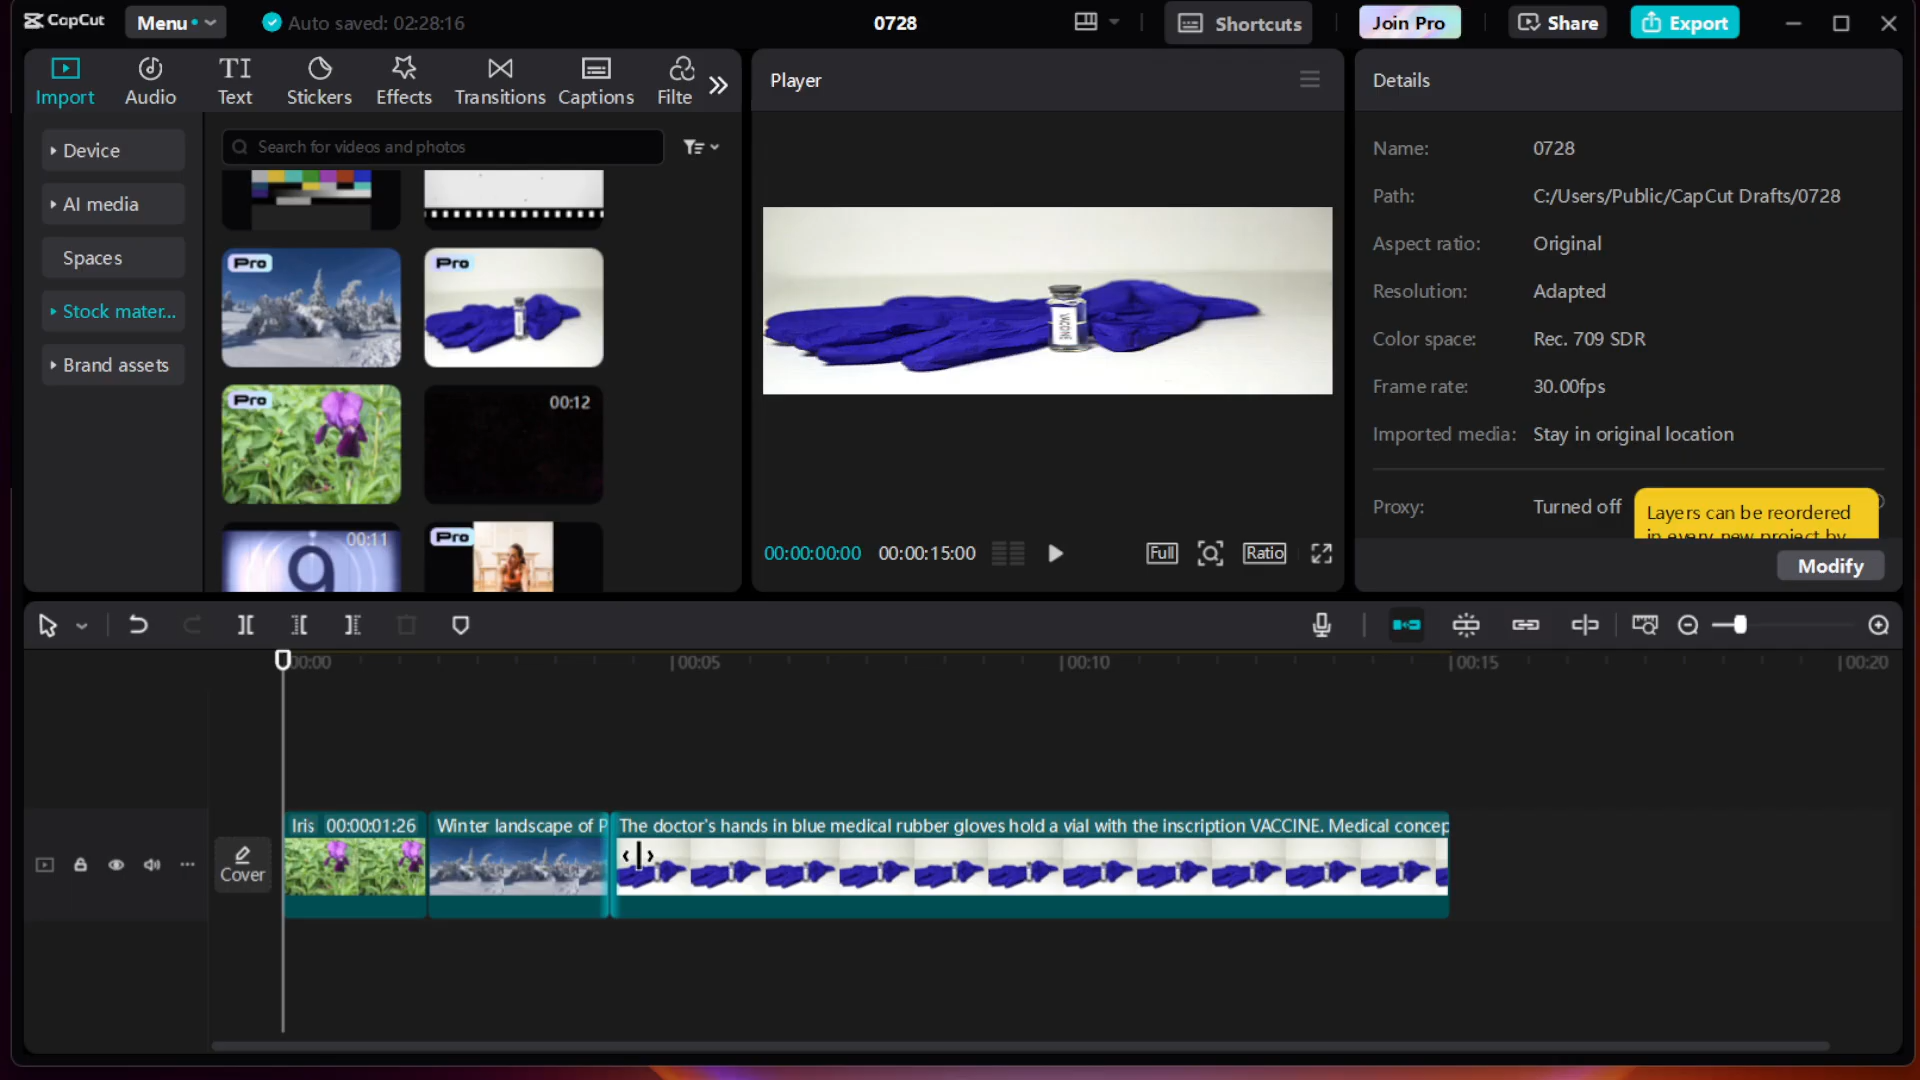 CapCut
Menu
Auto saved: 02:28:16
0728
Shortcuts
Join Pro
Share
Export
Import
Audio
TI
Text
Stickers
Effects
Transitions
Captions
Filte
Device
AI media
Spaces
Stock mater...
Brand assets
Search for videos and photos
Pro
Pro
Pro
00:12
00:11
9
Pro
Player
VACCINE
00:00:00:00
00:00:15:00
Full
Ratio
Details
Name: 0728
Path: C:/Users/Public/CapCut Drafts/0728
Aspect ratio: Original
Resolution: Adapted
Color space: Rec. 709 SDR
Frame rate: 30.00fps
Imported media: Stay in original location
Proxy: Turned off
Layers can be reordered
in every new project by
Modify
00:00
00:05
00:10
00:15
00:20
Cover
Iris 00:00:01:26
Winter landscape of P
The doctor's hands in blue medical rubber gloves hold a vial with the inscription VACCINE. Medical concep